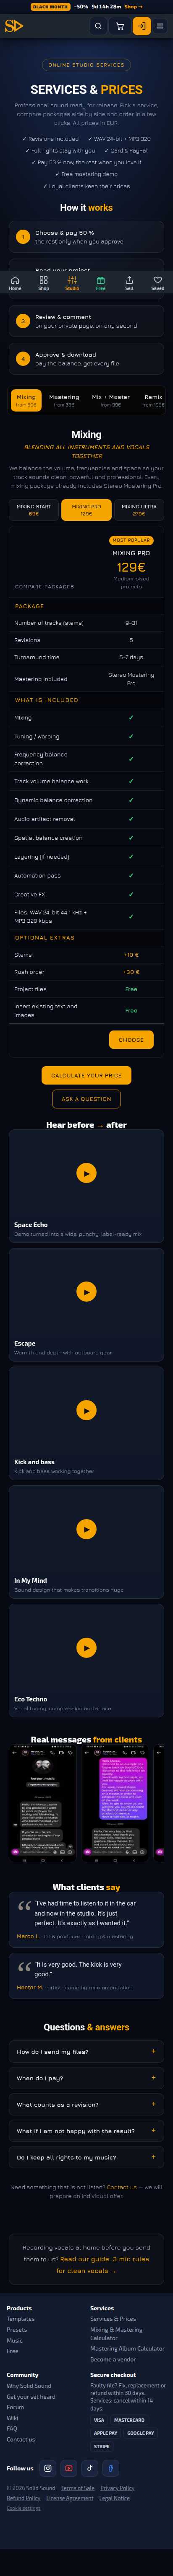 BLACK MONTH −50% 9d 14h 28m Shop →
ONLINE STUDIO SERVICES
SERVICES & PRICES
Professional sound ready for release. Pick a service,
compare packages side by side and order in a few
clicks. All prices in EUR.
✓ Revisions included ✓ WAV 24-bit + MP3 320
✓ Full rights stay with you ✓ Card & PayPal
✓ Pay 50 % now, the rest when you love it
✓ Free mastering demo
✓ Loyal clients keep their prices
How it works
1 Choose & pay 50 %
the rest only when you approve
Home Shop Studio Free Sell Saved
3 Review & comment
on your private page, on any second
4 Approve & download
pay the balance, get every file
Mixing Mastering Mix + Master Remix
Mixing
BLENDING ALL INSTRUMENTS AND VOCALS
TOGETHER
We balance the volume, frequencies and space of your
tracks into one clear, professional song. Every
mixing package already includes Stereo Mastering Pro.
MIXING START MIXING PRO MIXING ULTRA
89€ 129€ 279€
MOST POPULAR
MIXING PRO
129€
Medium-sized
projects
COMPARE PACKAGES
PACKAGE
Number of tracks (stems) 9-31
Revisions 5
Turnaround time 5-7 days
Mastering included Stereo Mastering
Pro
WHAT IS INCLUDED
Mixing ✓
Tuning / warping ✓
Frequency balance
correction ✓
Track volume balance work ✓
Dynamic balance correction ✓
Audio artifact removal ✓
Spatial balance creation ✓
Layering (if needed) ✓
Automation pass ✓
Creative FX ✓
Files: WAV 24-bit 44.1 kHz +
MP3 320 kbps ✓
OPTIONAL EXTRAS
Stems +10 €
Rush order +30 €
Project files Free
Insert existing text and
images Free
CHOOSE
CALCULATE YOUR PRICE
ASK A QUESTION
Hear before → after
Space Echo
Demo turned into a wide, punchy, label-ready mix
Escape
Warmth and depth with outboard gear
Kick and bass
Kick and bass working together
In My Mind
Sound design that makes transitions huge
Eco Techno
Vocal tuning, compression and space
Real messages from clients
What clients say
"I've had time to listen to it in the car
and now in the studio. It's just
perfect. It's exactly as I wanted it."
Marco L. DJ & producer · mixing & mastering
"It is very good. The kick is very
good."
Hector M. artist · came by recommendation
Questions & answers
How do I send my files? +
When do I pay? +
What counts as a revision? +
What if I am not happy with the result? +
Do I keep all rights to my music? +
Need something that is not listed? Contact us — we will
prepare an individual offer.
Recording vocals at home before you send
them to us? Read our guide: 3 mic rules
for clean vocals →
Products
Templates
Presets
Music
Free
Services
Services & Prices
Mixing & Mastering
Calculator
Mastering Album Calculator
Become a vendor
Community
Why Solid Sound
Get your set heard
Forum
Wiki
FAQ
Contact us
Secure checkout
Faulty file? Fix, replacement or
refund within 30 days.
Services: cancel within 14
days.
VISA MASTERCARD
APPLE PAY GOOGLE PAY
STRIPE
Follow us
© 2026 Solid Sound Terms of Sale Privacy Policy
Refund Policy License Agreement Legal Notice
Cookie settings